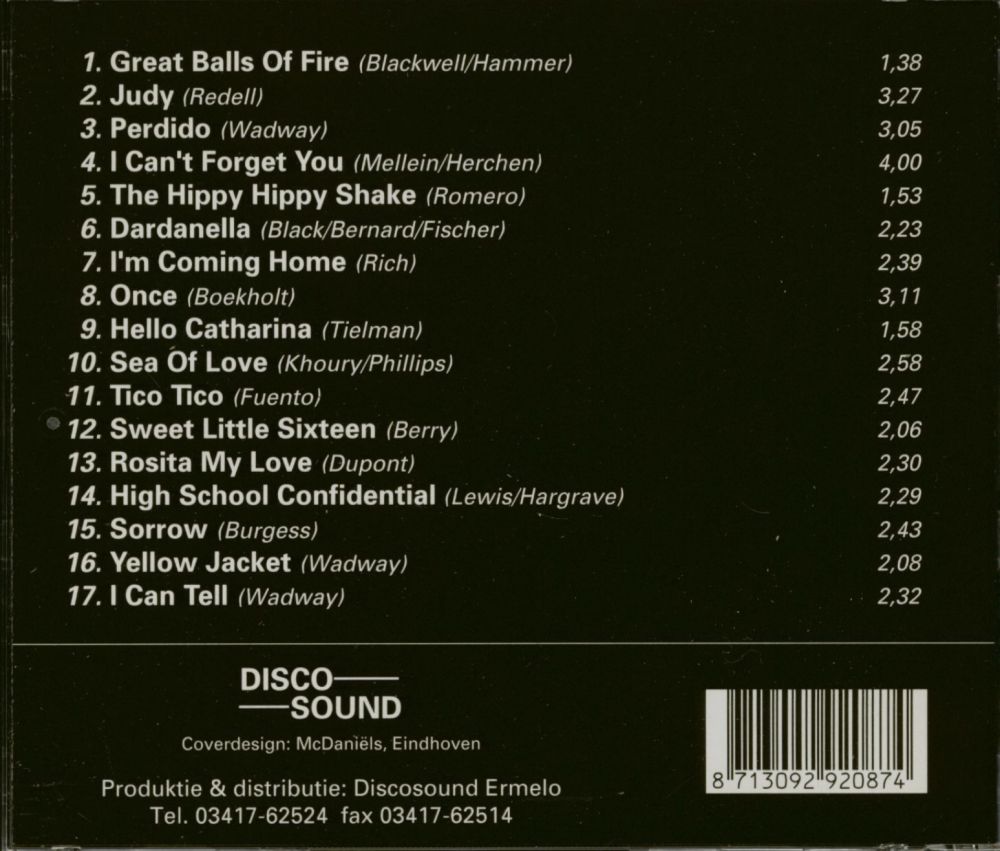 1. Great Balls Of Fire (Blackwell/Hammer) 1,38
2. Judy (Redell) 3,27
3. Perdido (Wadway) 3,05
4. I Can't Forget You (Mellein/Herchen) 4,00
5. The Hippy Hippy Shake (Romero) 1,53
6. Dardanella (Black/Bernard/Fischer) 2,23
7. I'm Coming Home (Rich) 2,39
8. Once (Boekholt) 3,11
9. Hello Catharina (Tielman) 1,58
10. Sea Of Love (Khoury/Phillips) 2,58
11. Tico Tico (Fuento) 2,47
12. Sweet Little Sixteen (Berry) 2,06
13. Rosita My Love (Dupont) 2,30
14. High School Confidential (Lewis/Hargrave) 2,29
15. Sorrow (Burgess) 2,43
16. Yellow Jacket (Wadway) 2,08
17. I Can Tell (Wadway) 2,32
DISCO
SOUND
Coverdesign: McDaniëls, Eindhoven
Produktie & distributie: Discosound Ermelo
Tel. 03417-62524 fax 03417-62514
8 713092 920874